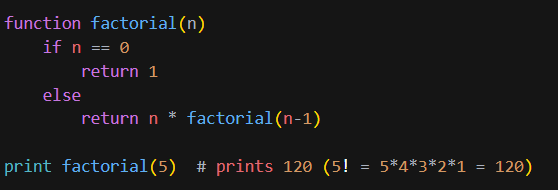 function factorial(n)
    if n == 0
        return 1
    else
        return n * factorial(n-1)

print factorial(5)  # prints 120 (5! = 5*4*3*2*1 = 120)